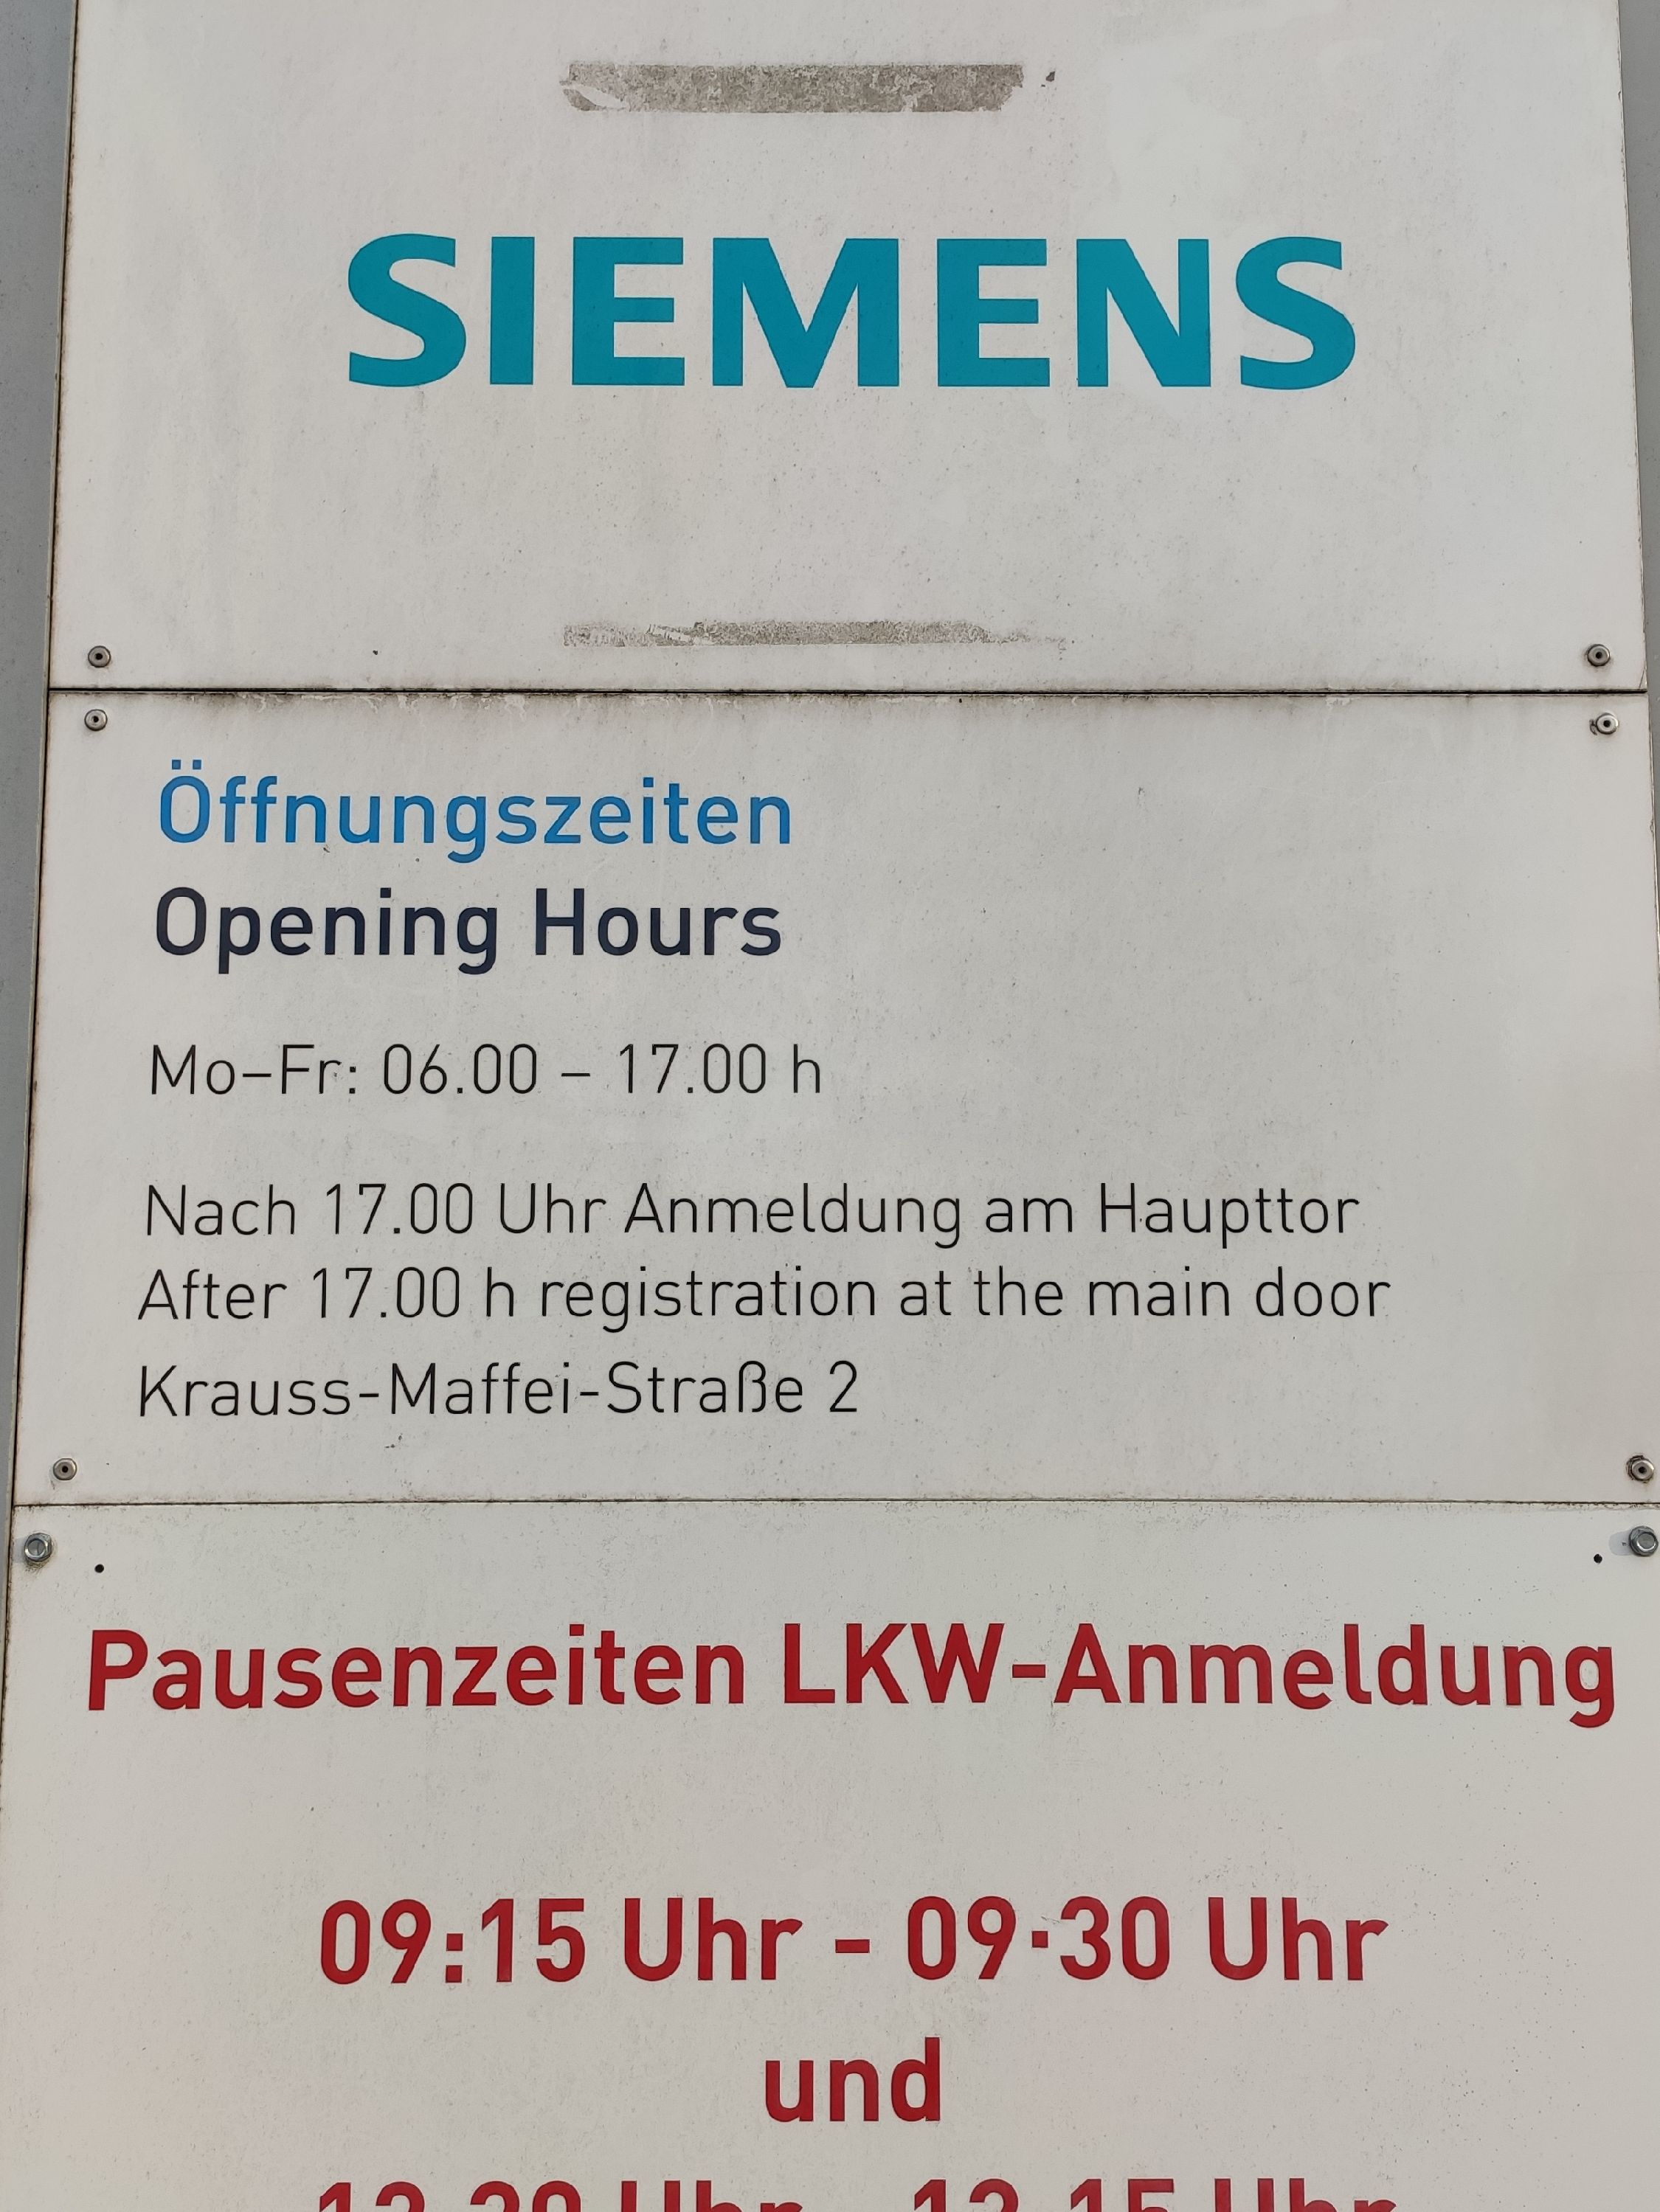 SIEMENS
Öffnungszeiten
Opening Hours
Mo–Fr: 06.00 – 17.00 h
Nach 17.00 Uhr Anmeldung am Haupttor
After 17.00 h registration at the main door
Krauss-Maffei-Straße 2
Pausenzeiten LKW-Anmeldung
09:15 Uhr - 09·30 Uhr
und
Uhr - Uhr